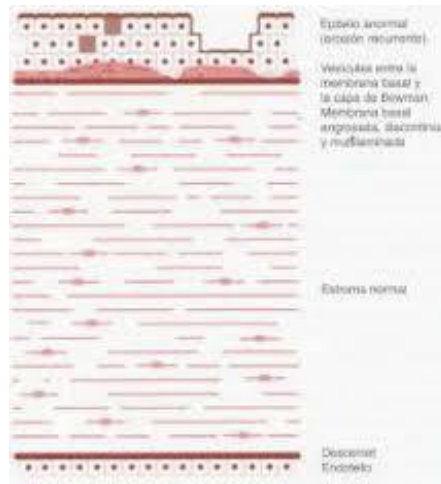 Epitelio anormal
(erosión recurrente)
Vesículas entre la
membrana basal y
la capa de Bowman
Membrana basal
engrosada, discontinua
y multilaminada
Estroma normal
Descemet
Endotelio